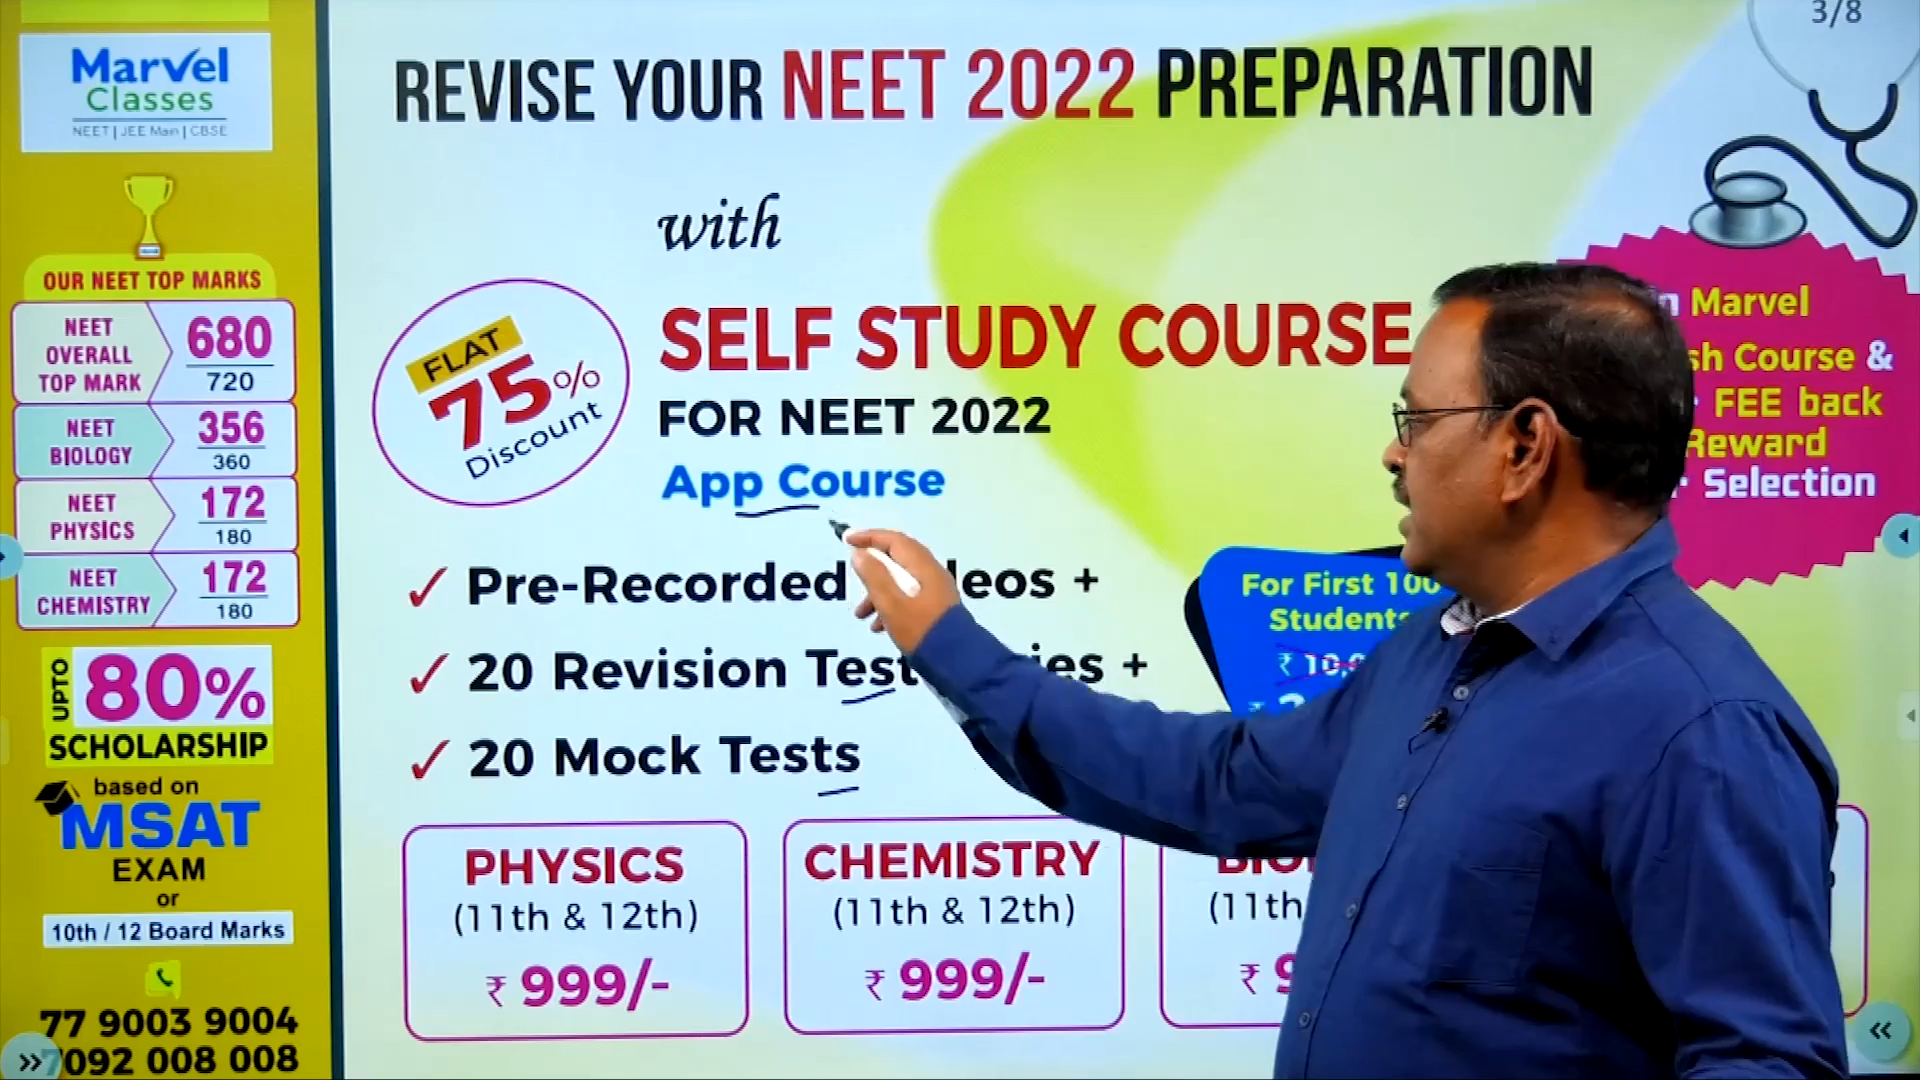 Marvel
Classes
NEET | JEE Main | CBSE
OUR NEET TOP MARKS
NEET
OVERALL
TOP MARK
680
720
NEET
BIOLOGY
356
360
NEET
PHYSICS
172
180
NEET
CHEMISTRY
172
180
UPTO
80%
SCHOLARSHIP
based on
MSAT
EXAM
or
10th / 12 Board Marks
77 9003 9004
7092 008 008
3/8
REVISE YOUR NEET 2022 PREPARATION
with
FLAT
75%
Discount
SELF STUDY COURSE
FOR NEET 2022
App Course
✓ Pre-Recorded +
✓ 20 Revision Test +
✓ 20 Mock Tests
Marvel
Course &
FEE back
Reward
Selection
For First 100
Students
PHYSICS
(11th & 12th)
₹ 999/-
CHEMISTRY
(11th & 12th)
₹ 999/-
(11th
₹